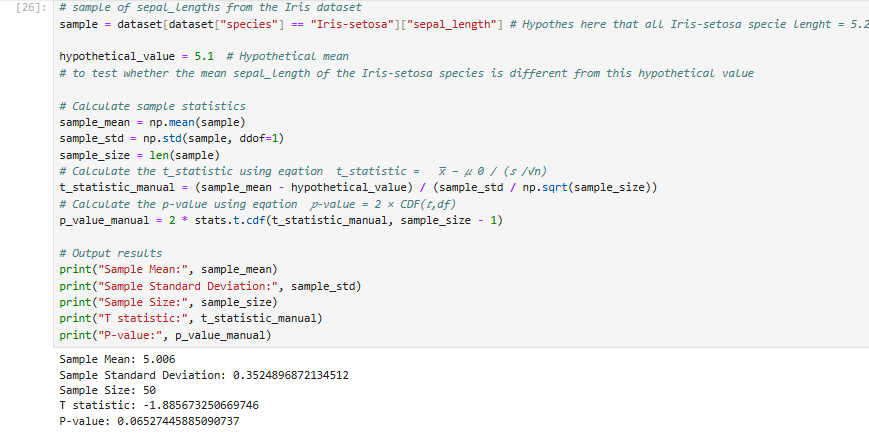 [26]: # sample of sepal_lengths from the Iris dataset
sample = dataset[dataset["species"] == "Iris-setosa"]["sepal_length"] # Hypothes here that all Iris-setosa specie Lenght = 5.2
hypothetical_value = 5.1 # Hypothetical mean
# to test whether the mean sepal_length of the Iris-setosa species is different from this hypothetical value
# Calculate sample statistics
sample_mean = np.mean(sample)
sample_std = np.std(sample, ddof=1)
sample_size = len(sample)
# Calculate the t_statistic using eqation t_statistic = x̅ − 𝜇 0 / (𝑠 /√n)
t_statistic_manual = (sample_mean - hypothetical_value) / (sample_std / np.sqrt(sample_size))
# Calculate the p-value using eqation 𝑝-value = 2 × CDF(𝑡,df)
p_value_manual = 2 * stats.t.cdf(t_statistic_manual, sample_size - 1)
# Output results
print("Sample Mean:", sample_mean)
print("Sample Standard Deviation:", sample_std)
print("Sample Size:", sample_size)
print("T statistic:", t_statistic_manual)
print("P-value:", p_value_manual)
Sample Mean: 5.006
Sample Standard Deviation: 0.3524896872134512
Sample Size: 50
T statistic: -1.885673250669746
P-value: 0.06527445885090737